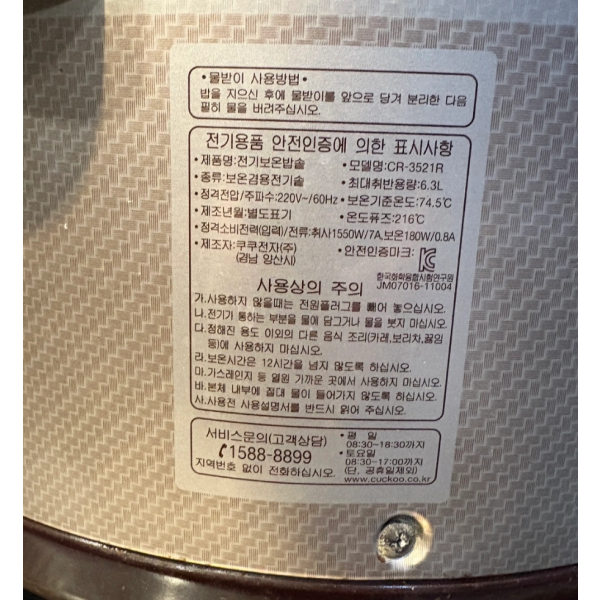 •물받이 사용방법•
밥을 지으신 후에 물받이를 앞으로 당겨 분리한 다음
필히 물을 버려주십시오.
전기용품 안전인증에 의한 표시사항
•제품명:전기보온밥솥 •모델명:CR-3521R
•종류:보온겸용전기솥 •최대취반용량:6.3L
•정격전압/주파수:220V~/60Hz •보온기준온도:74.5℃
•제조년월:별도표기 •온도퓨즈:216℃
•정격소비전력(입력)/전류:취사1550W/7A,보온180W/0.8A
•제조자:쿠쿠전자(주) •안전인증마크:
(경남 양산시)
한국화학융합시험연구원
JM07016-11004
사용상의 주의
가.사용하지 않을때는 전원플러그를 빼어 놓으십시오.
나.전기가 통하는 부분을 물에 담그거나 물을 붓지 마십시오.
다.정해진 용도 이외의 다른 음식 조리(카레,보리차,끓임
등)에 사용하지 마십시오.
라.보온시간은 12시간을 넘지 않도록 하십시오.
마.가스레인지 등 열원 가까운 곳에서 사용하지 마십시오.
바.본체 내부에 절대 물이 들어가지 않도록 하십시오.
사.사용전 사용설명서를 반드시 읽어 주십시오.
서비스문의(고객상담)
1588-8899
지역번호 없이 전화하십시오.
•평 일
08:30-18:30까지
•토요일
08:30-17:00까지
(단, 공휴일제외)
www.cuckoo.co.kr